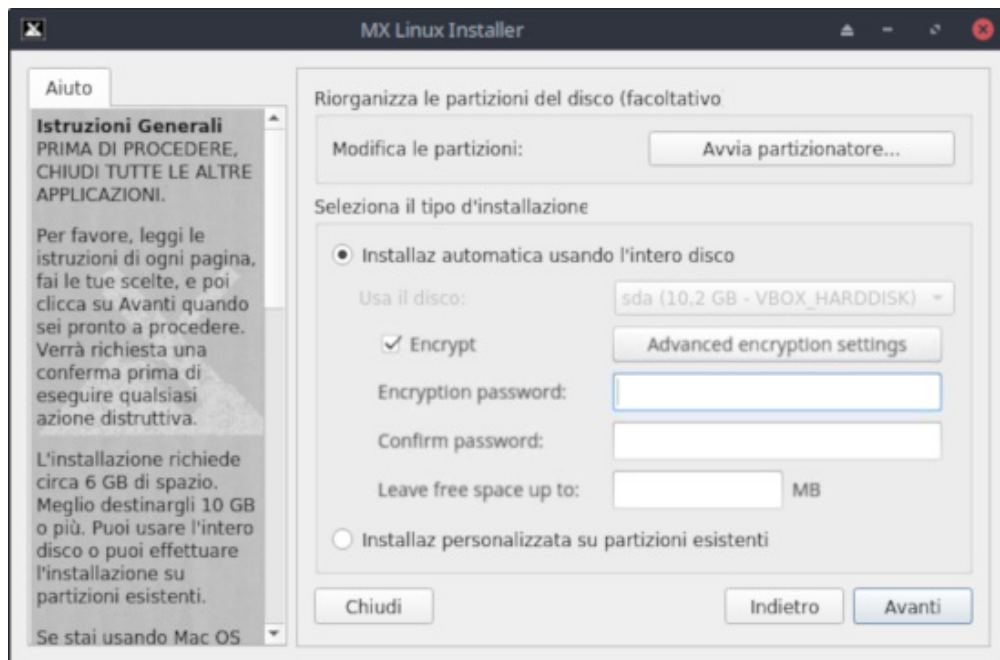 MX Linux Installer
Aiuto
Istruzioni Generali
PRIMA DI PROCEDERE,
CHIUDI TUTTE LE ALTRE
APPLICAZIONI.
Per favore, leggi le
istruzioni di ogni pagina,
fai le tue scelte, e poi
clicca su Avanti quando
sei pronto a procedere.
Verrà richiesta una
conferma prima di
eseguire qualsiasi
azione distruttiva.
L'installazione richiede
circa 6 GB di spazio.
Meglio destinargli 10 GB
o più. Puoi usare l'intero
disco o puoi effettuare
l'installazione su
partizioni esistenti.
Se stai usando Mac OS
Riorganizza le partizioni del disco (facoltativo
Modifica le partizioni:
Avvia partizionatore...
Seleziona il tipo d'installazione
Installaz automatica usando l'intero disco
Usa il disco:
sda (10,2 GB - VBOX_HARDDISK)
Encrypt
Advanced encryption settings
Encryption password:
Confirm password:
Leave free space up to:
MB
Installaz personalizzata su partizioni esistenti
Chiudi
Indietro
Avanti